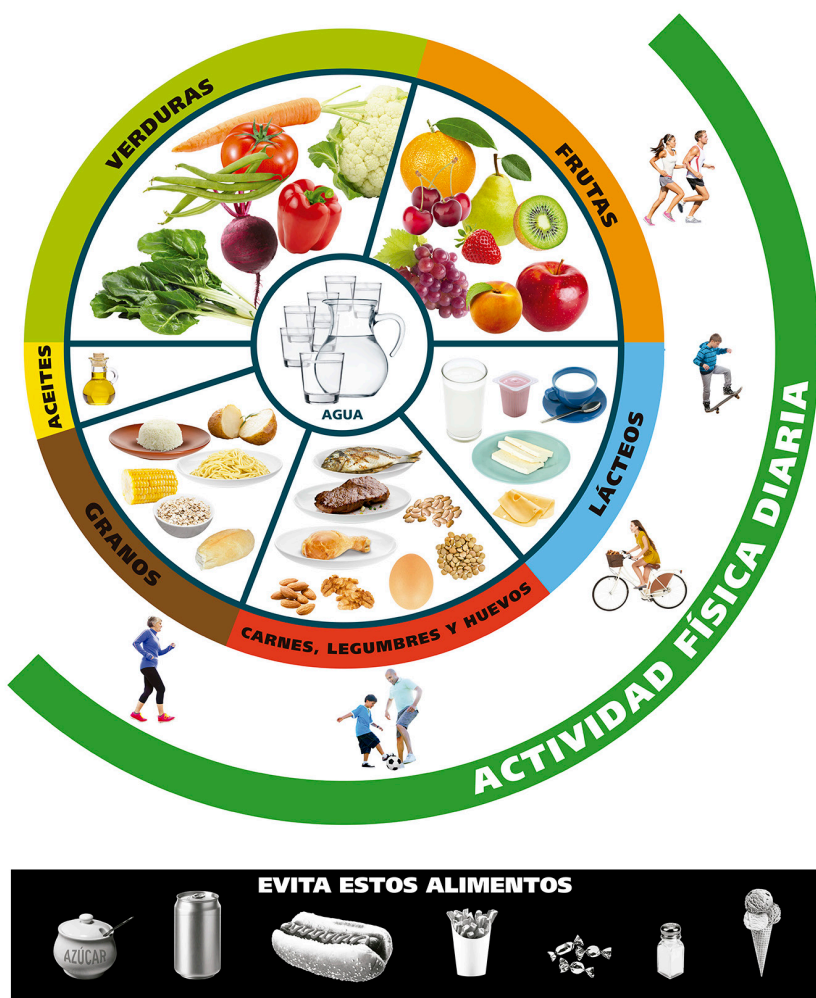 VERDURAS
FRUTAS
ACEITES
AGUA
LÁCTEOS
GRANOS
CARNES, LEGUMBRES Y HUEVOS
ACTIVIDAD FÍSICA DIARIA
EVITA ESTOS ALIMENTOS
AZÚCAR